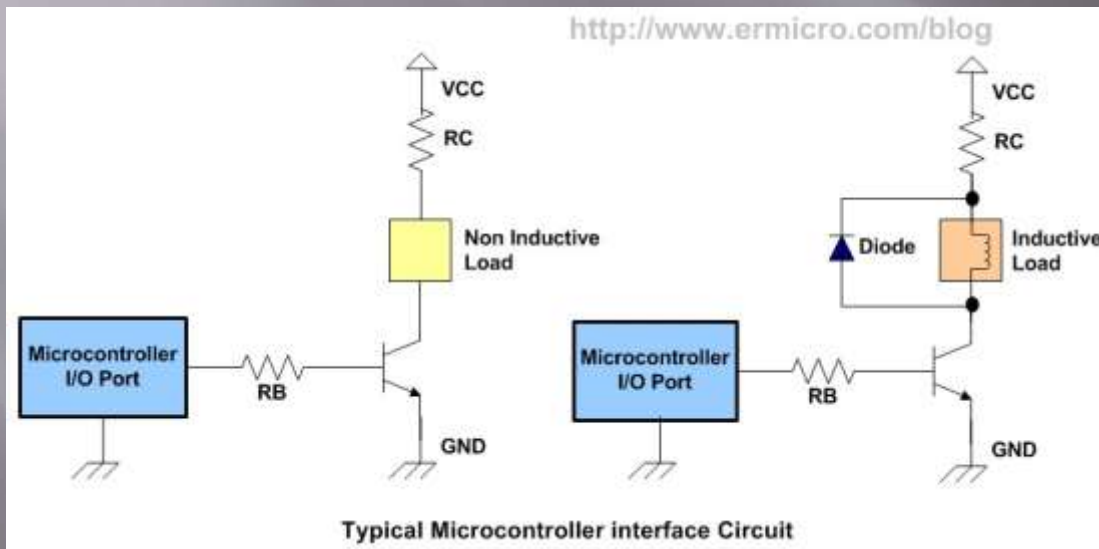 http://www.ermicro.com/blog
VCC
RC
Non Inductive
Load
Microcontroller
I/O Port
RB
GND
VCC
RC
Diode
Inductive
Load
Microcontroller
I/O Port
RB
GND
Typical Microcontroller interface Circuit